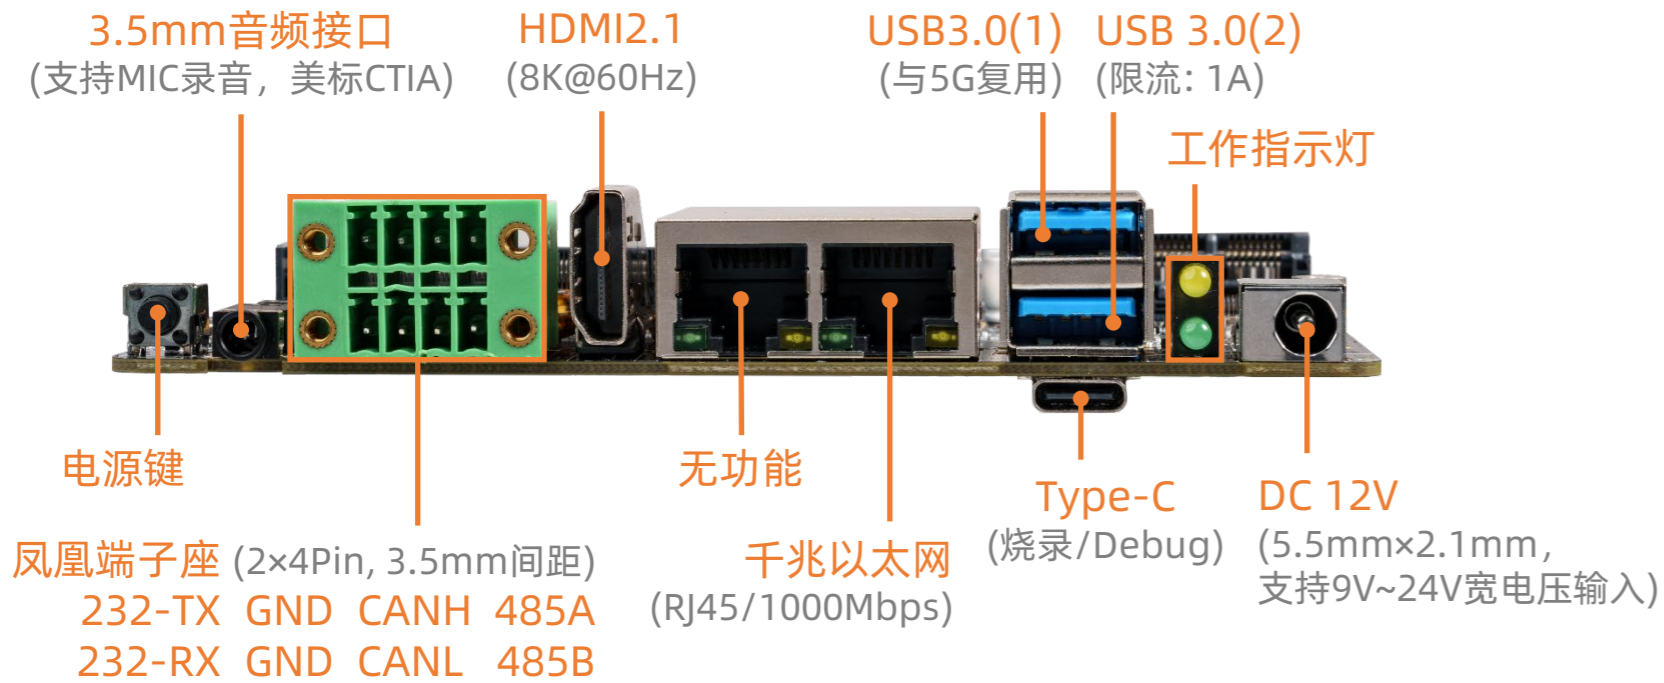 3.5mm音频接口
(支持MIC录音，美标CTIA)
HDMI2.1
(8K@60Hz)
USB3.0(1)
(与5G复用)
USB 3.0(2)
(限流: 1A)
工作指示灯
电源键
凤凰端子座 (2×4Pin, 3.5mm间距)
232-TX GND CANH 485A
232-RX GND CANL 485B
无功能
千兆以太网
(RJ45/1000Mbps)
Type-C
(烧录/Debug)
DC 12V
(5.5mm×2.1mm，
支持9V~24V宽电压输入)